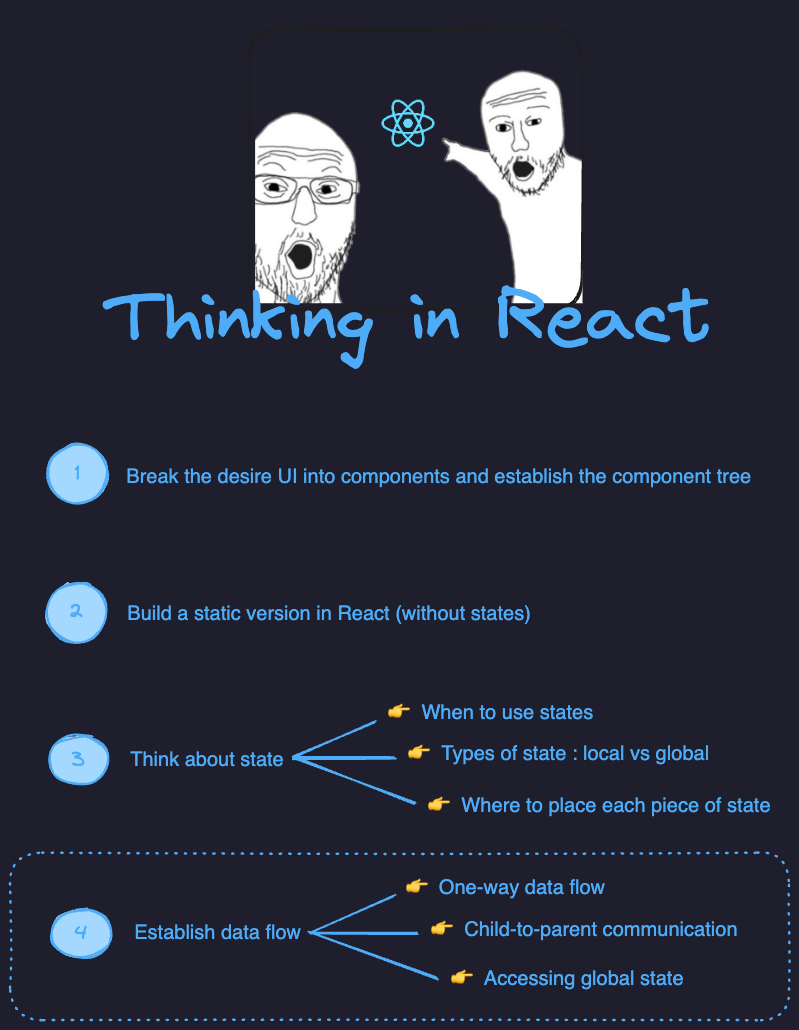 Thinking in React
1
Break the desire UI into components and establish the component tree
2
Build a static version in React (without states)
3
Think about state
👉 When to use states
👉 Types of state : local vs global
👉 Where to place each piece of state
4
Establish data flow
👉 One-way data flow
👉 Child-to-parent communication
👉 Accessing global state